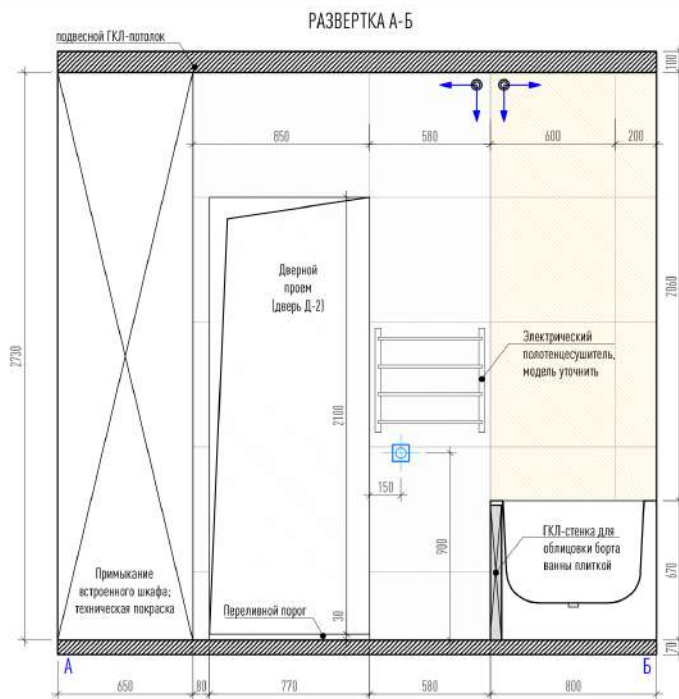 РАЗВЕРТКА А-Б
подвесной ГКЛ-потолок
100
850
580
600
200
Дверной
проем
(дверь Д-2)
2060
Электрический
полотенцесушитель,
модель уточнить
2730
2100
150
900
ГКЛ-стенка для
облицовки борта
ванны плиткой
670
Примыкание
встроенного шкафа;
техническая покраска
Переливной порог
30
70
А
Б
650
80
770
580
800